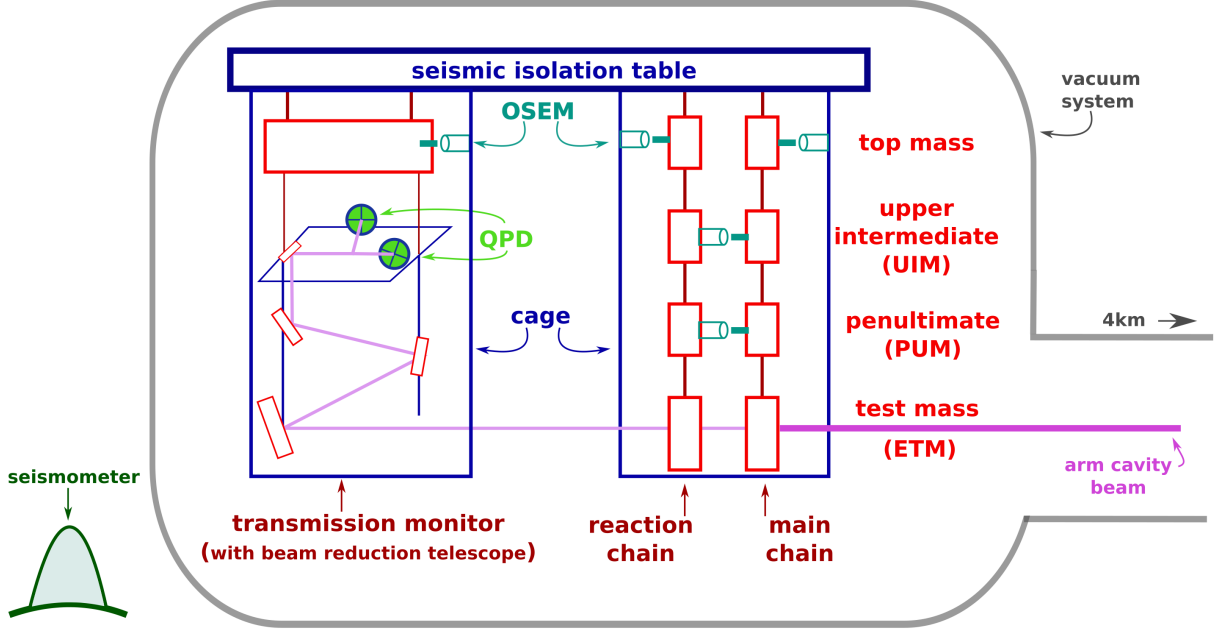 seismic isolation table
OSEM
vacuum
system
top mass
upper
intermediate
(UIM)
QPD
cage
penultimate
(PUM)
4km
test mass
(ETM)
arm cavity
beam
seismometer
transmission monitor
(with beam reduction telescope)
reaction
chain
main
chain